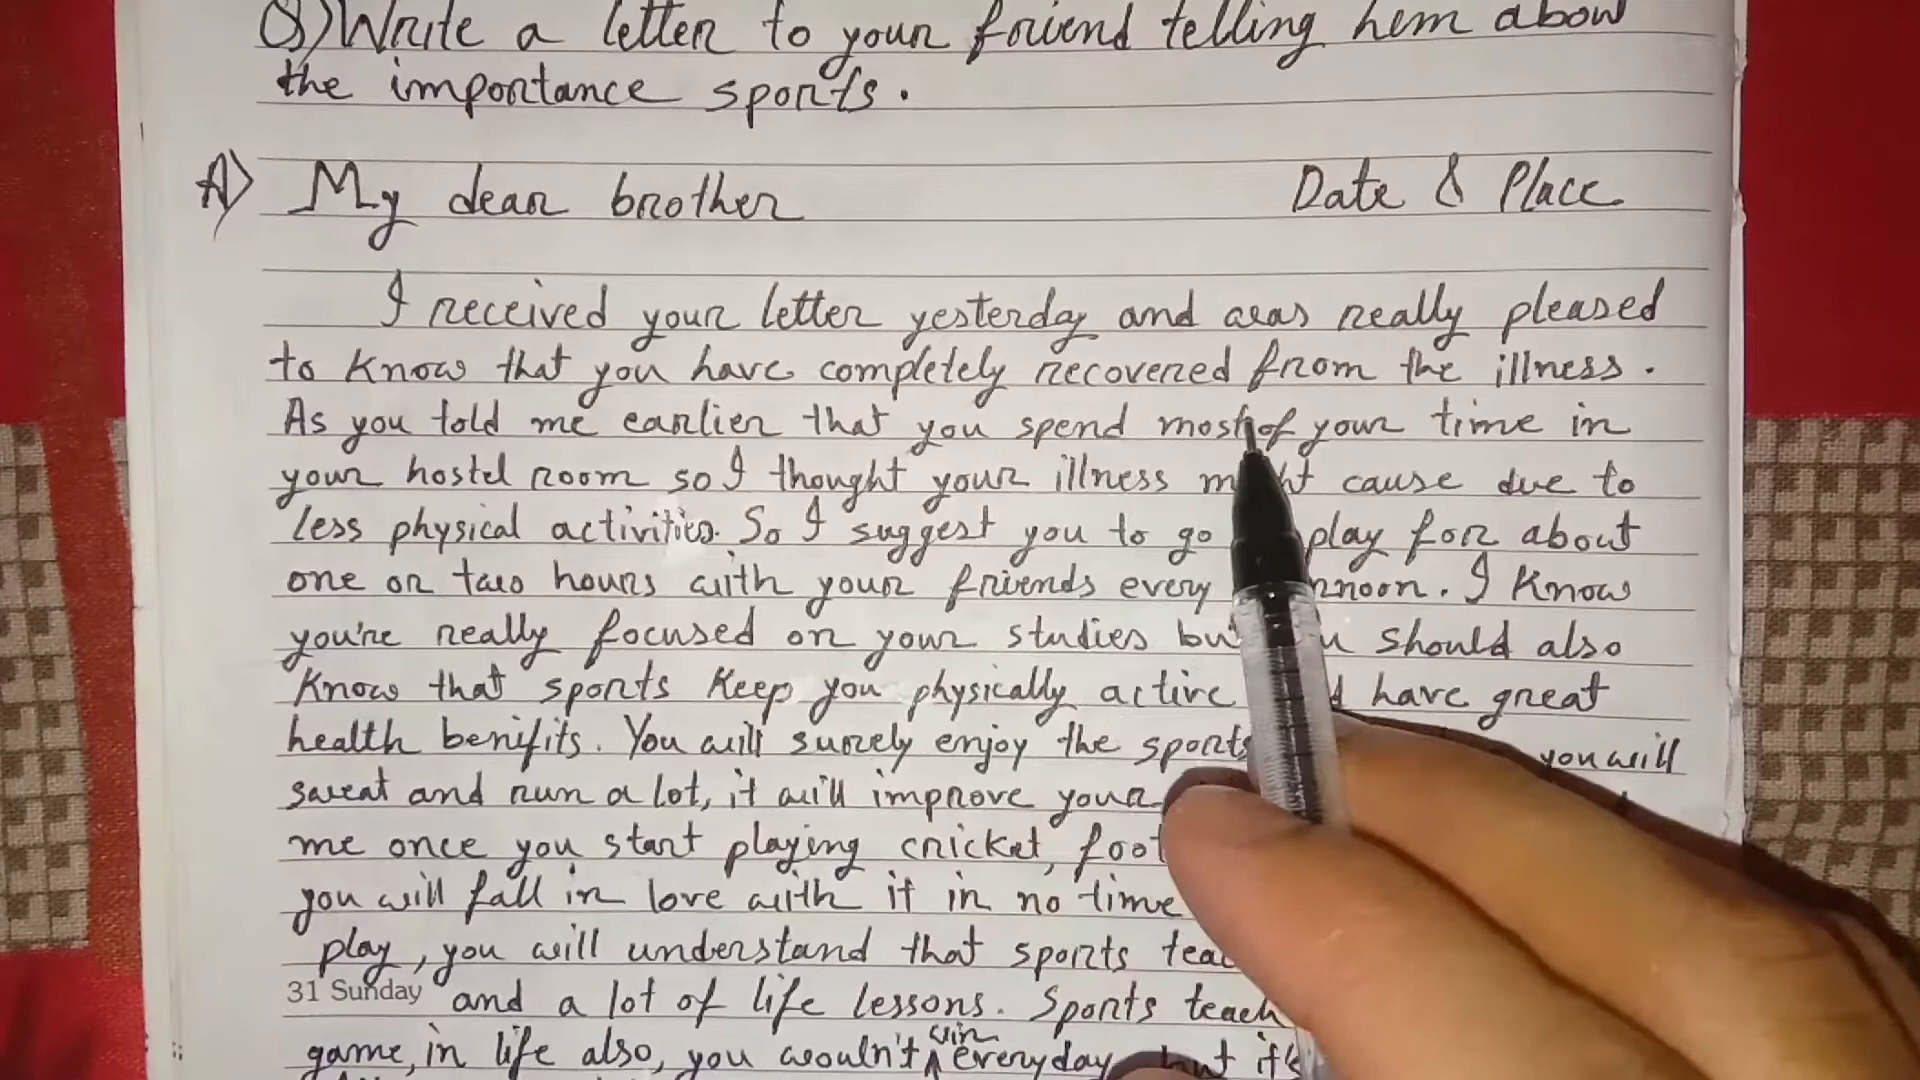 Q) Write a letter to your friend telling him about
the importance sports.
A) My dear brother Date & Place
I received your letter yesterday and was really pleased
to know that you have completely recovered from the illness.
As you told me earlier that you spend most of your time in
your hostel room so I thought your illness cause due to
less physical activities. So I suggest you to go play for about
one or two hours with your friends every I know
you're really focused on your studies should also
know that sports keep you physically active have great
health benifits. You will surely enjoy the sports you will
sweat and run a lot, it will improve your
me once you start playing cricket,
you will fall in love with it in no time
play, you will understand that sports
31 Sunday and a lot of life lessons. Sports teach
game, in life also, you wouldn't win everyday but it's